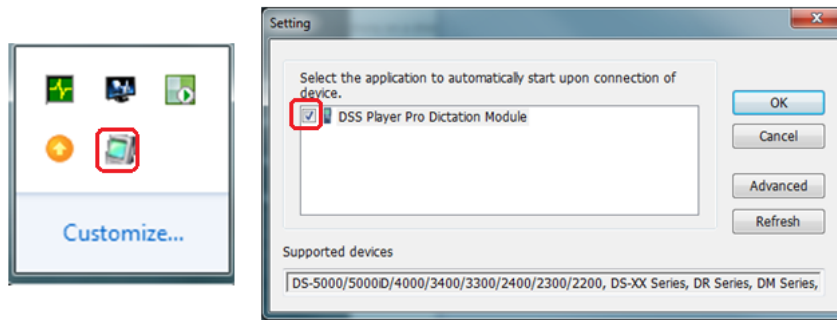 Customize...
Setting
Select the application to automatically start upon connection of
device.
DSS Player Pro Dictation Module
OK
Cancel
Advanced
Refresh
Supported devices
DS-5000/5000iD/4000/3400/3300/2400/2300/2200, DS-XX Series, DR Series, DM Series,